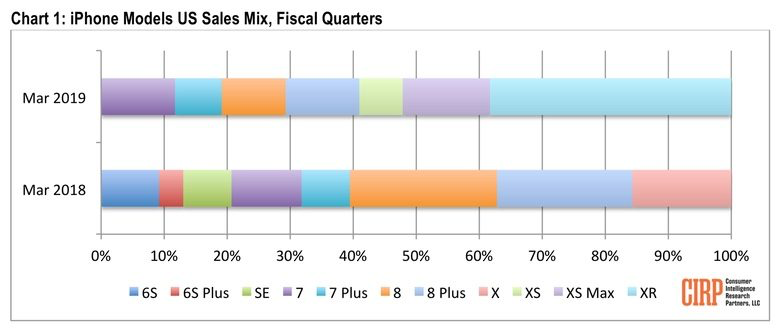 Chart 1: iPhone Models US Sales Mix, Fiscal Quarters
Mar 2019
Mar 2018
0% 10% 20% 30% 40% 50% 60% 70% 80% 90% 100%
6S 6S Plus SE 7 7 Plus 8 8 Plus X XS XS Max XR
CIRP
Consumer
Intelligence
Research
Partners, LLC